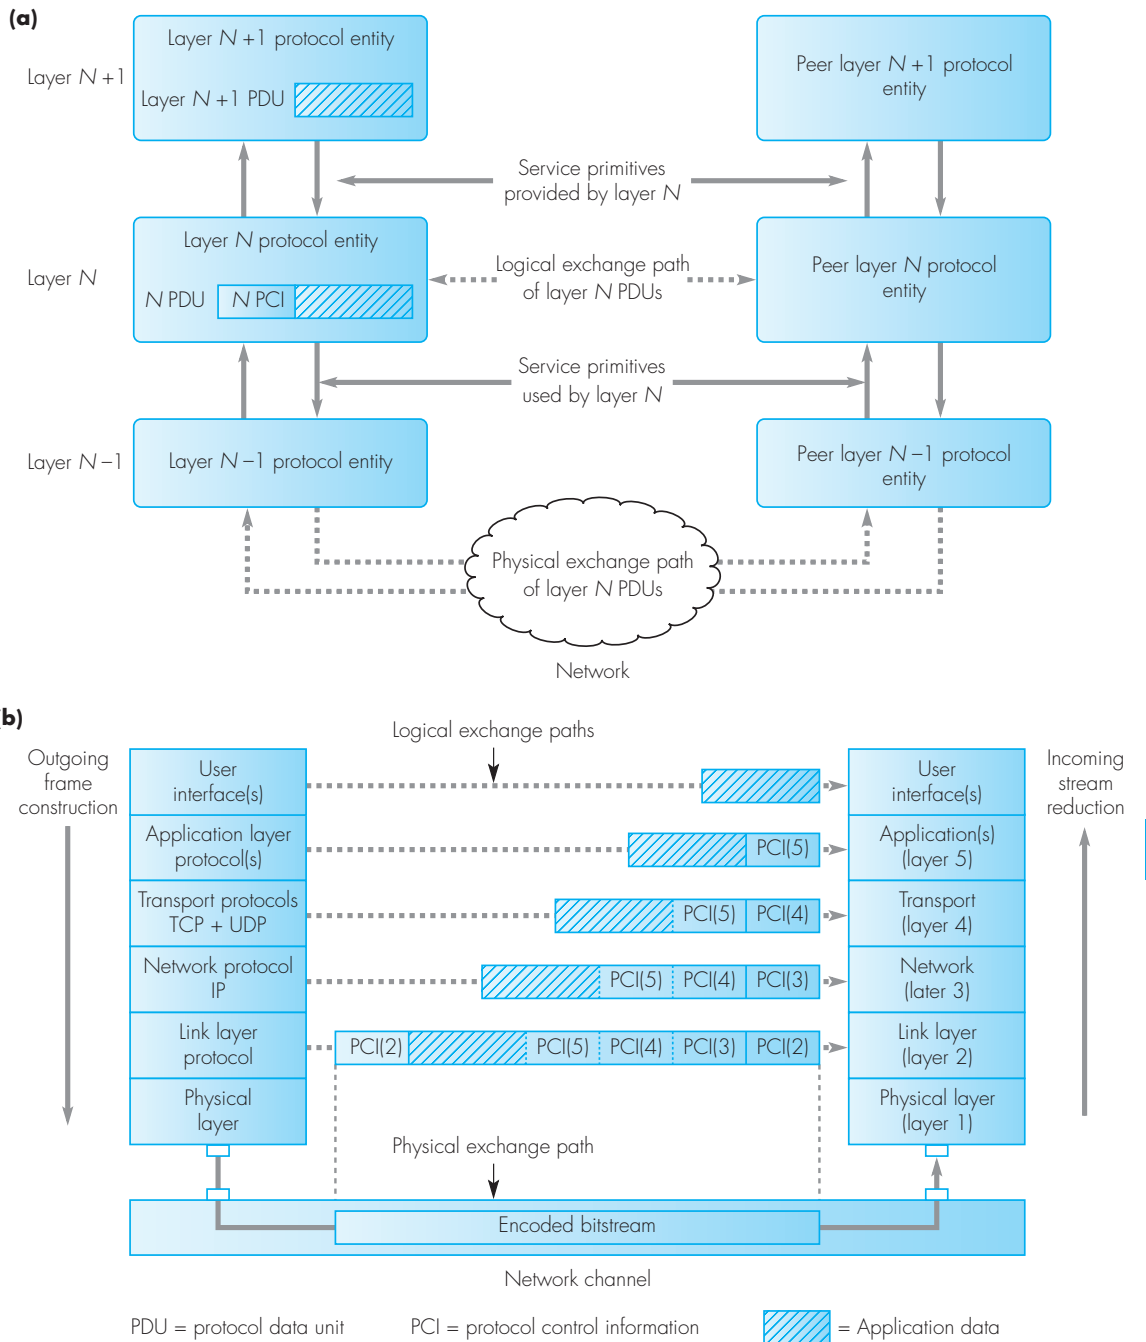 (a)
Layer N +1 protocol entity
Layer N +1
Layer N +1 PDU
Peer layer N +1 protocol
entity
Service primitives
provided by layer N
Layer N protocol entity
Layer N
N PDU
N PCI
Logical exchange path
of layer N PDUs
Peer layer N protocol
entity
Service primitives
used by layer N
Layer N –1
Layer N –1 protocol entity
Peer layer N –1 protocol
entity
Physical exchange path
of layer N PDUs
Network
(b)
Logical exchange paths
Outgoing
frame
construction
User
interface(s)
User
interface(s)
Incoming
stream
reduction
Application layer
protocol(s)
PCI(5)
Application(s)
(layer 5)
Transport protocols
TCP + UDP
PCI(5)
PCI(4)
Transport
(layer 4)
Network protocol
IP
PCI(5)
PCI(4)
PCI(3)
Network
(later 3)
Link layer
protocol
PCI(2)
PCI(5)
PCI(4)
PCI(3)
PCI(2)
Link layer
(layer 2)
Physical
layer
Physical layer
(layer 1)
Physical exchange path
Encoded bitstream
Network channel
PDU = protocol data unit
PCI = protocol control information
= Application data